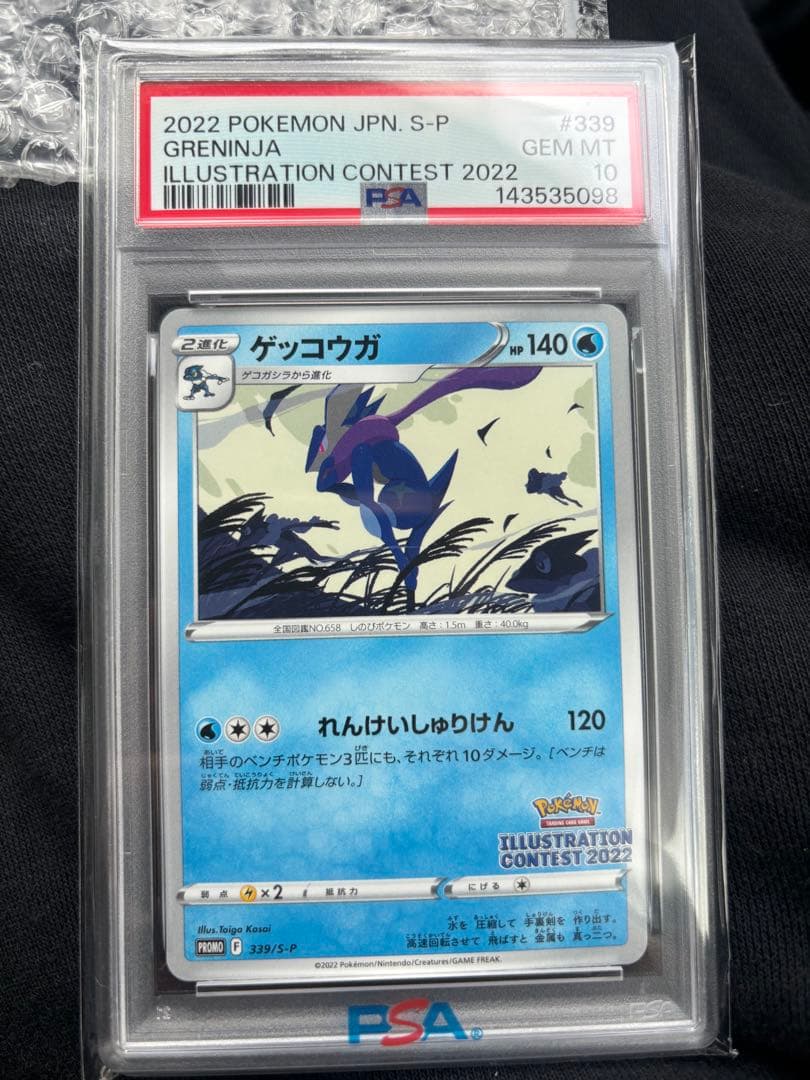 2022 POKEMON JPN. S-P #339
GRENINJA GEM MT
ILLUSTRATION CONTEST 2022 10
PSA 143535098
2進化 ゲッコウガ HP 140
ゲコガシラから進化
全国図鑑NO.658 しのびポケモン 高さ:1.5m 重さ:40.0kg
れんけいしゅりけん 120
相手のベンチポケモン3匹にも、それぞれ10ダメージ。[ベンチは
弱点・抵抗力を計算しない。]
Pokémon
TRADING CARD GAME
ILLUSTRATION
CONTEST 2022
弱点 ×2 抵抗力 にげる
Illus.Taiga Kasai
水を圧縮して手裏剣を作り出す。
高速回転させて飛ばすと金属も真っ二つ。
PROMO F 339/S-P
©2022 Pokémon/Nintendo/Creatures/GAME FREAK.
PSA®